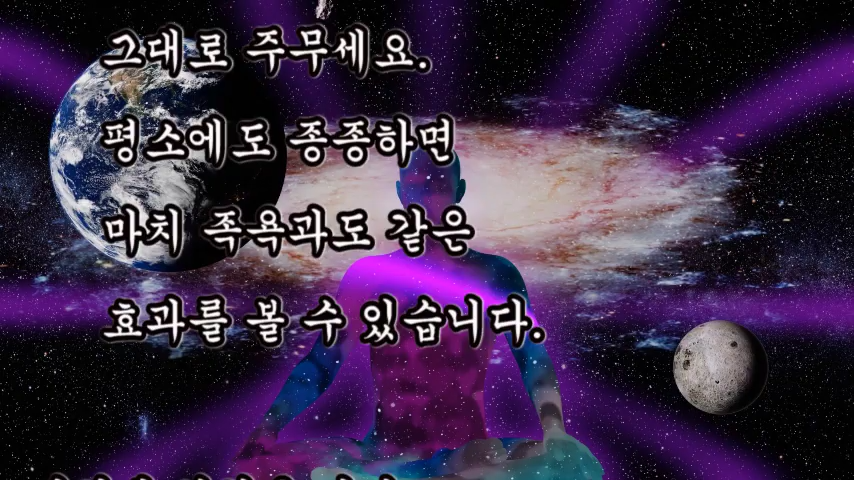 그대로 주무세요.
평소에도 종종하면
마치 족욕과도 같은
효과를 볼 수 있습니다.